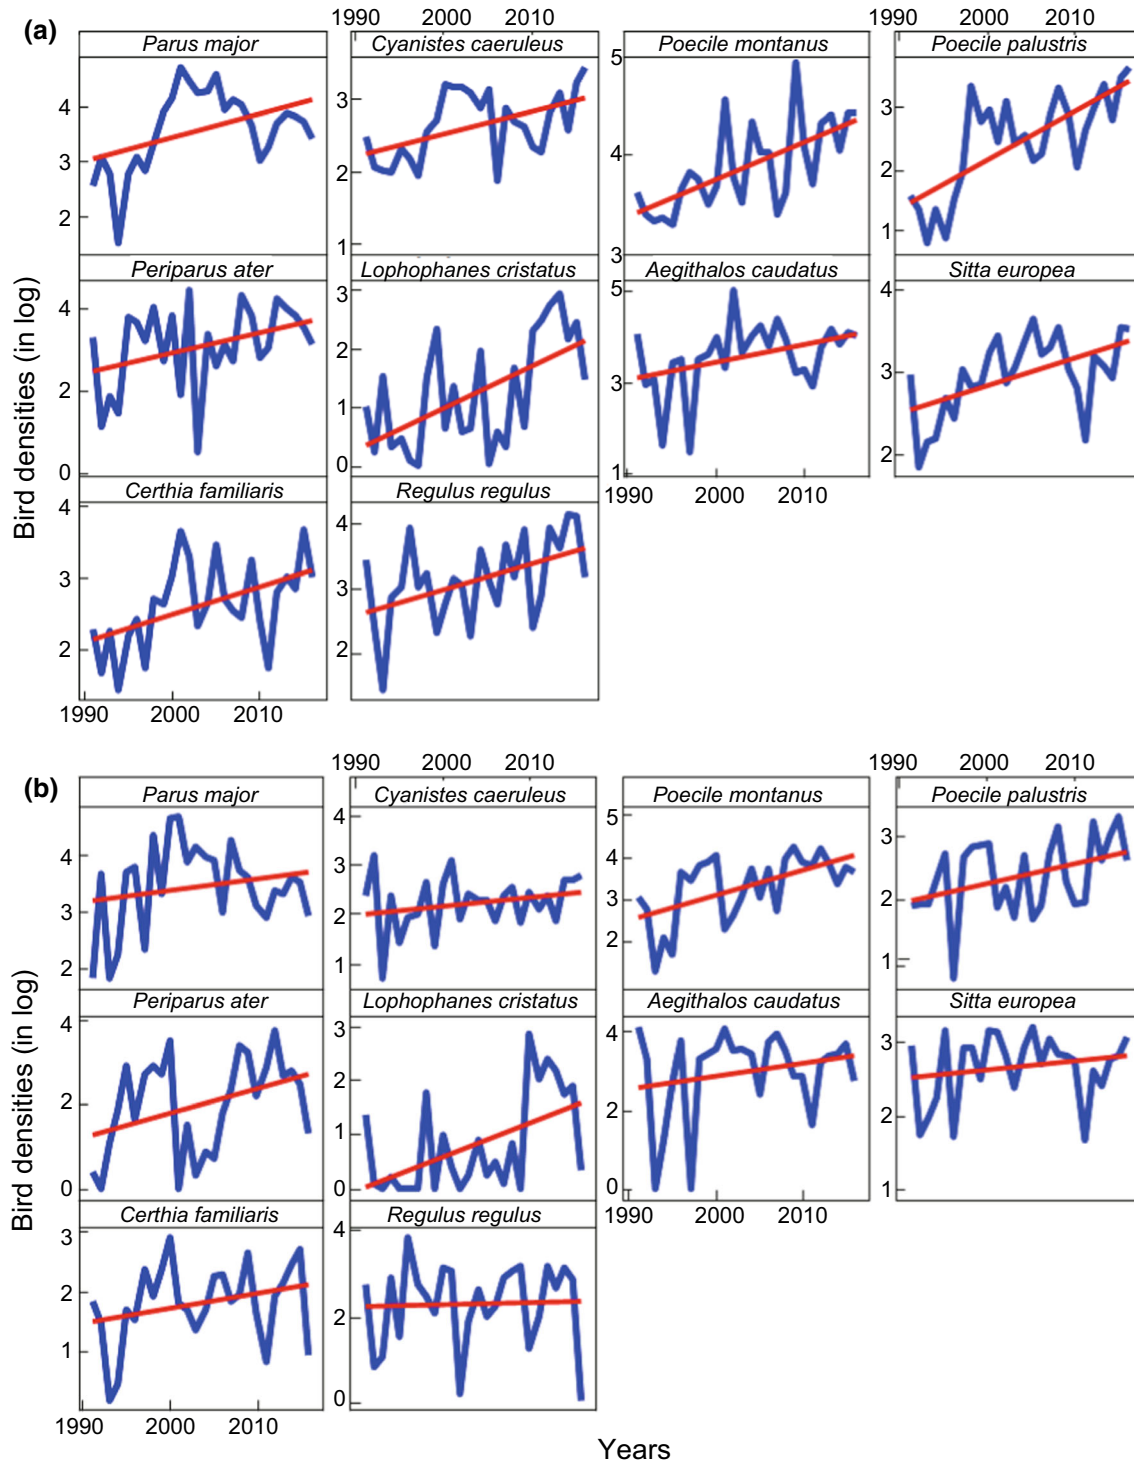 (a)
1990 2000 2010
1990 2000 2010
Parus major
Cyanistes caeruleus
Poecile montanus
Poecile palustris
4
3
2
3
2
1
5
4
3
3
2
1
Periparus ater
Lophophanes cristatus
Aegithalos caudatus
Sitta europea
4
2
0
3
2
1
0
5
3
1
4
3
2
1990 2000 2010
Certhia familiaris
Regulus regulus
4
3
2
4
3
2
1990 2000 2010
Bird densities (in log)
(b)
1990 2000 2010
1990 2000 2010
Parus major
Cyanistes caeruleus
Poecile montanus
Poecile palustris
4
3
2
4
3
2
1
5
4
3
2
3
2
1
Periparus ater
Lophophanes cristatus
Aegithalos caudatus
Sitta europea
4
2
0
3
2
1
0
4
2
0
3
2
1
1990 2000 2010
Certhia familiaris
Regulus regulus
3
2
1
4
2
0
1990 2000 2010
Bird densities (in log)
Years